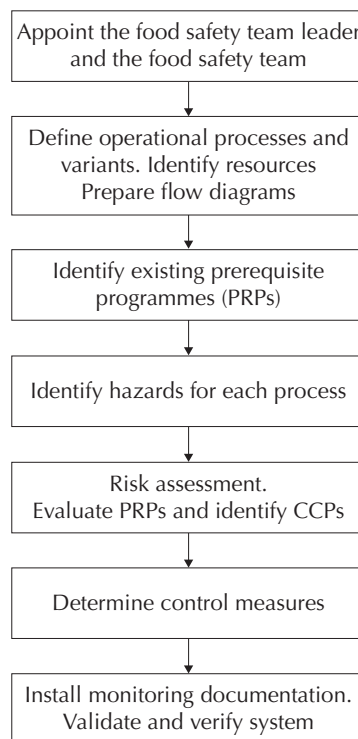 Appoint the food safety team leader
and the food safety team
Define operational processes and
variants. Identify resources
Prepare flow diagrams
Identify existing prerequisite
programmes (PRPs)
Identify hazards for each process
Risk assessment.
Evaluate PRPs and identify CCPs
Determine control measures
Install monitoring documentation.
Validate and verify system